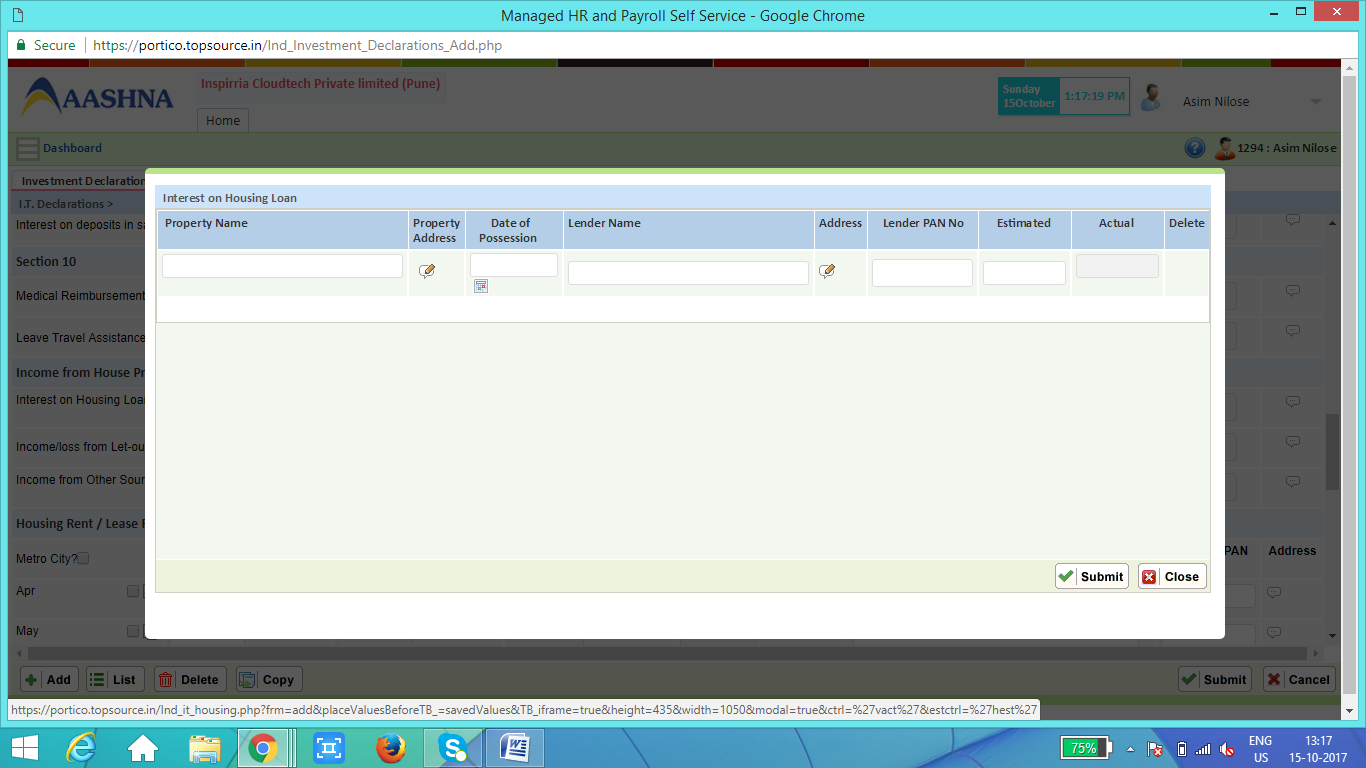 Managed HR and Payroll Self Service - Google Chrome
Secure https://portico.topsource.in/Ind_Investment_Declarations_Add.php
AASHNA
Inspirria Cloudtech Private limited (Pune)
Home
Sunday
15October
1:17:19 PM
Asim Nilose
Dashboard
1294 : Asim Nilose
Investment Declaration
I.T. Declarations >
Interest on deposits in sa
Section 10
Medical Reimbursement
Leave Travel Assistance
Income from House Pr
Interest on Housing Loa
Income/loss from Let-ou
Income from Other Sour
Housing Rent / Lease R
Metro City?
PAN Address
Apr
May
Interest on Housing Loan
Property Name
Property
Address
Date of
Possession
Lender Name
Address
Lender PAN No
Estimated
Actual
Delete
Submit
Close
Add
List
Delete
Copy
Submit
Cancel
https://portico.topsource.in/Ind_it_housing.php?frm=add&placeValuesBeforeTB_=savedValues&TB_iframe=true&height=435&width=1050&modal=true&ctrl=%27vact%27&estctrl=%27hest%27
75%
ENG
US
13:17
15-10-2017